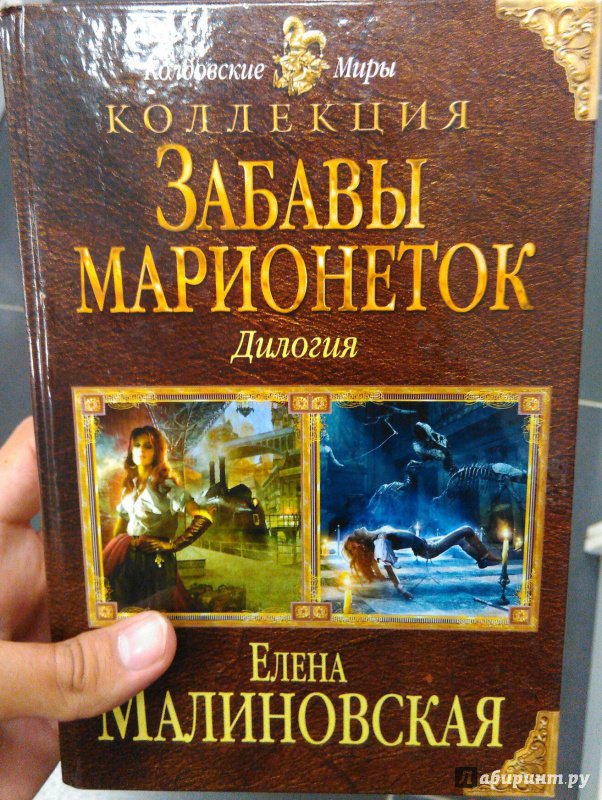 Колдовские Миры
КОЛЛЕКЦИЯ
ЗАБАВЫ
МАРИОНЕТОК
Дилогия
ЕЛЕНА
МАЛИНОВСКАЯ
Лабиринт.ру